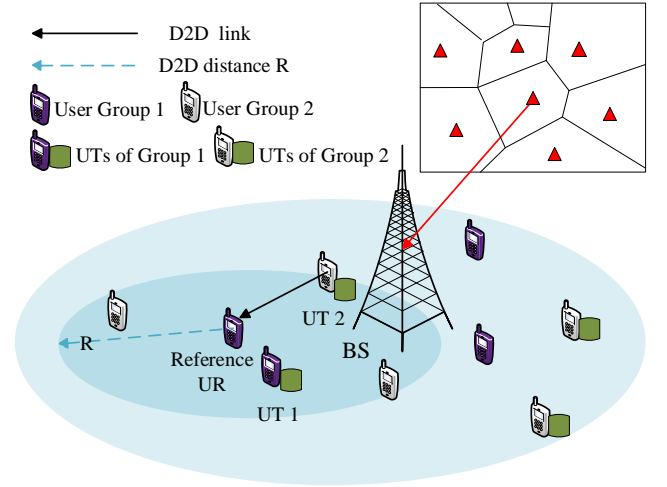 D2D link
D2D distance R
User Group 1
User Group 2
UTs of Group 1
UTs of Group 2
UT 2
R
BS
Reference
UR
UT 1